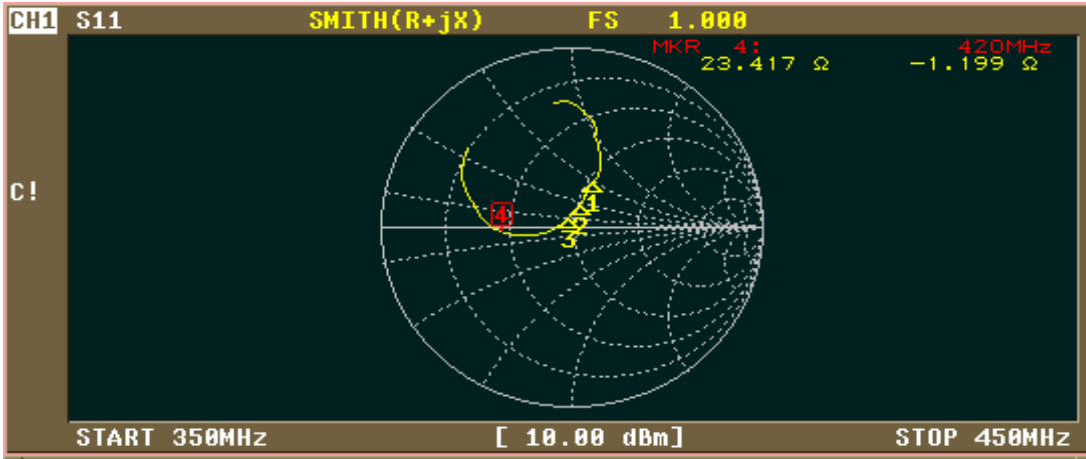 CH1 S11 SMITH(R+jX) FS 1.000
MKR 4: 420MHz
23.417 Ω -1.199 Ω
C!
1
4
2
3
START 350MHz [ 10.00 dBm] STOP 450MHz